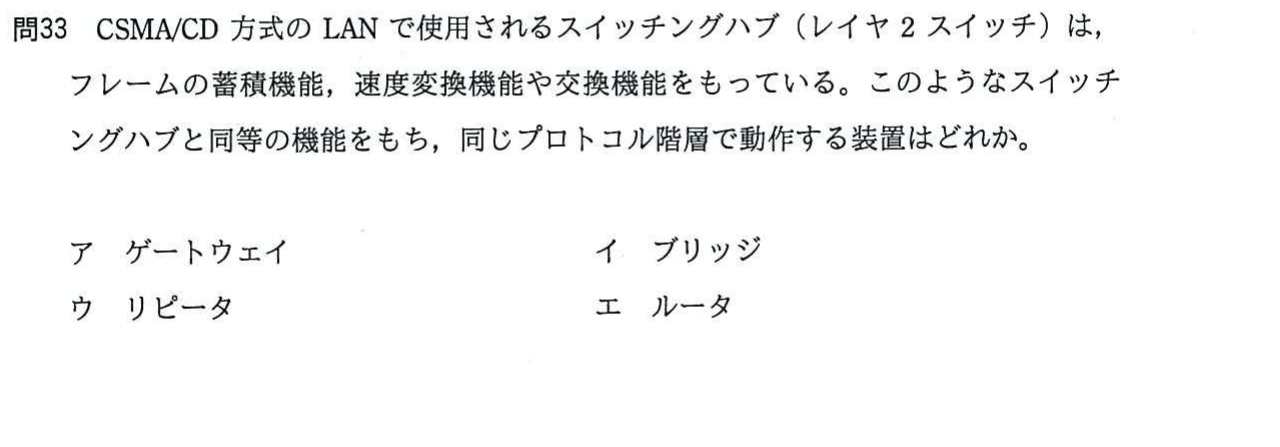 問33 CSMA/CD 方式の LAN で使用されるスイッチングハブ（レイヤ 2 スイッチ）は，
フレームの蓄積機能，速度変換機能や交換機能をもっている。このようなスイッチ
ングハブと同等の機能をもち，同じプロトコル階層で動作する装置はどれか。
ア ゲートウェイ イ ブリッジ
ウ リピータ エ ルータ